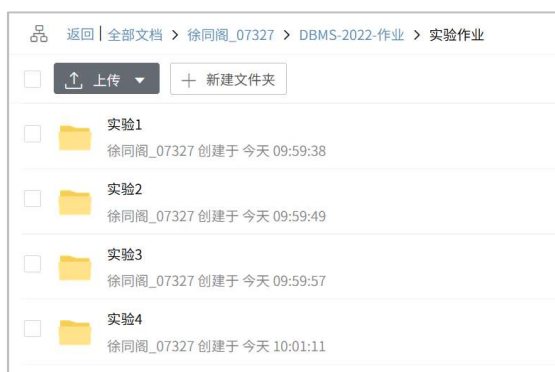 返回 | 全部文档 > 徐同阁_07327 > DBMS-2022-作业 > 实验作业
上传 新建文件夹
实验1
徐同阁_07327 创建于 今天 09:59:38
实验2
徐同阁_07327 创建于 今天 09:59:49
实验3
徐同阁_07327 创建于 今天 09:59:57
实验4
徐同阁_07327 创建于 今天 10:01:11